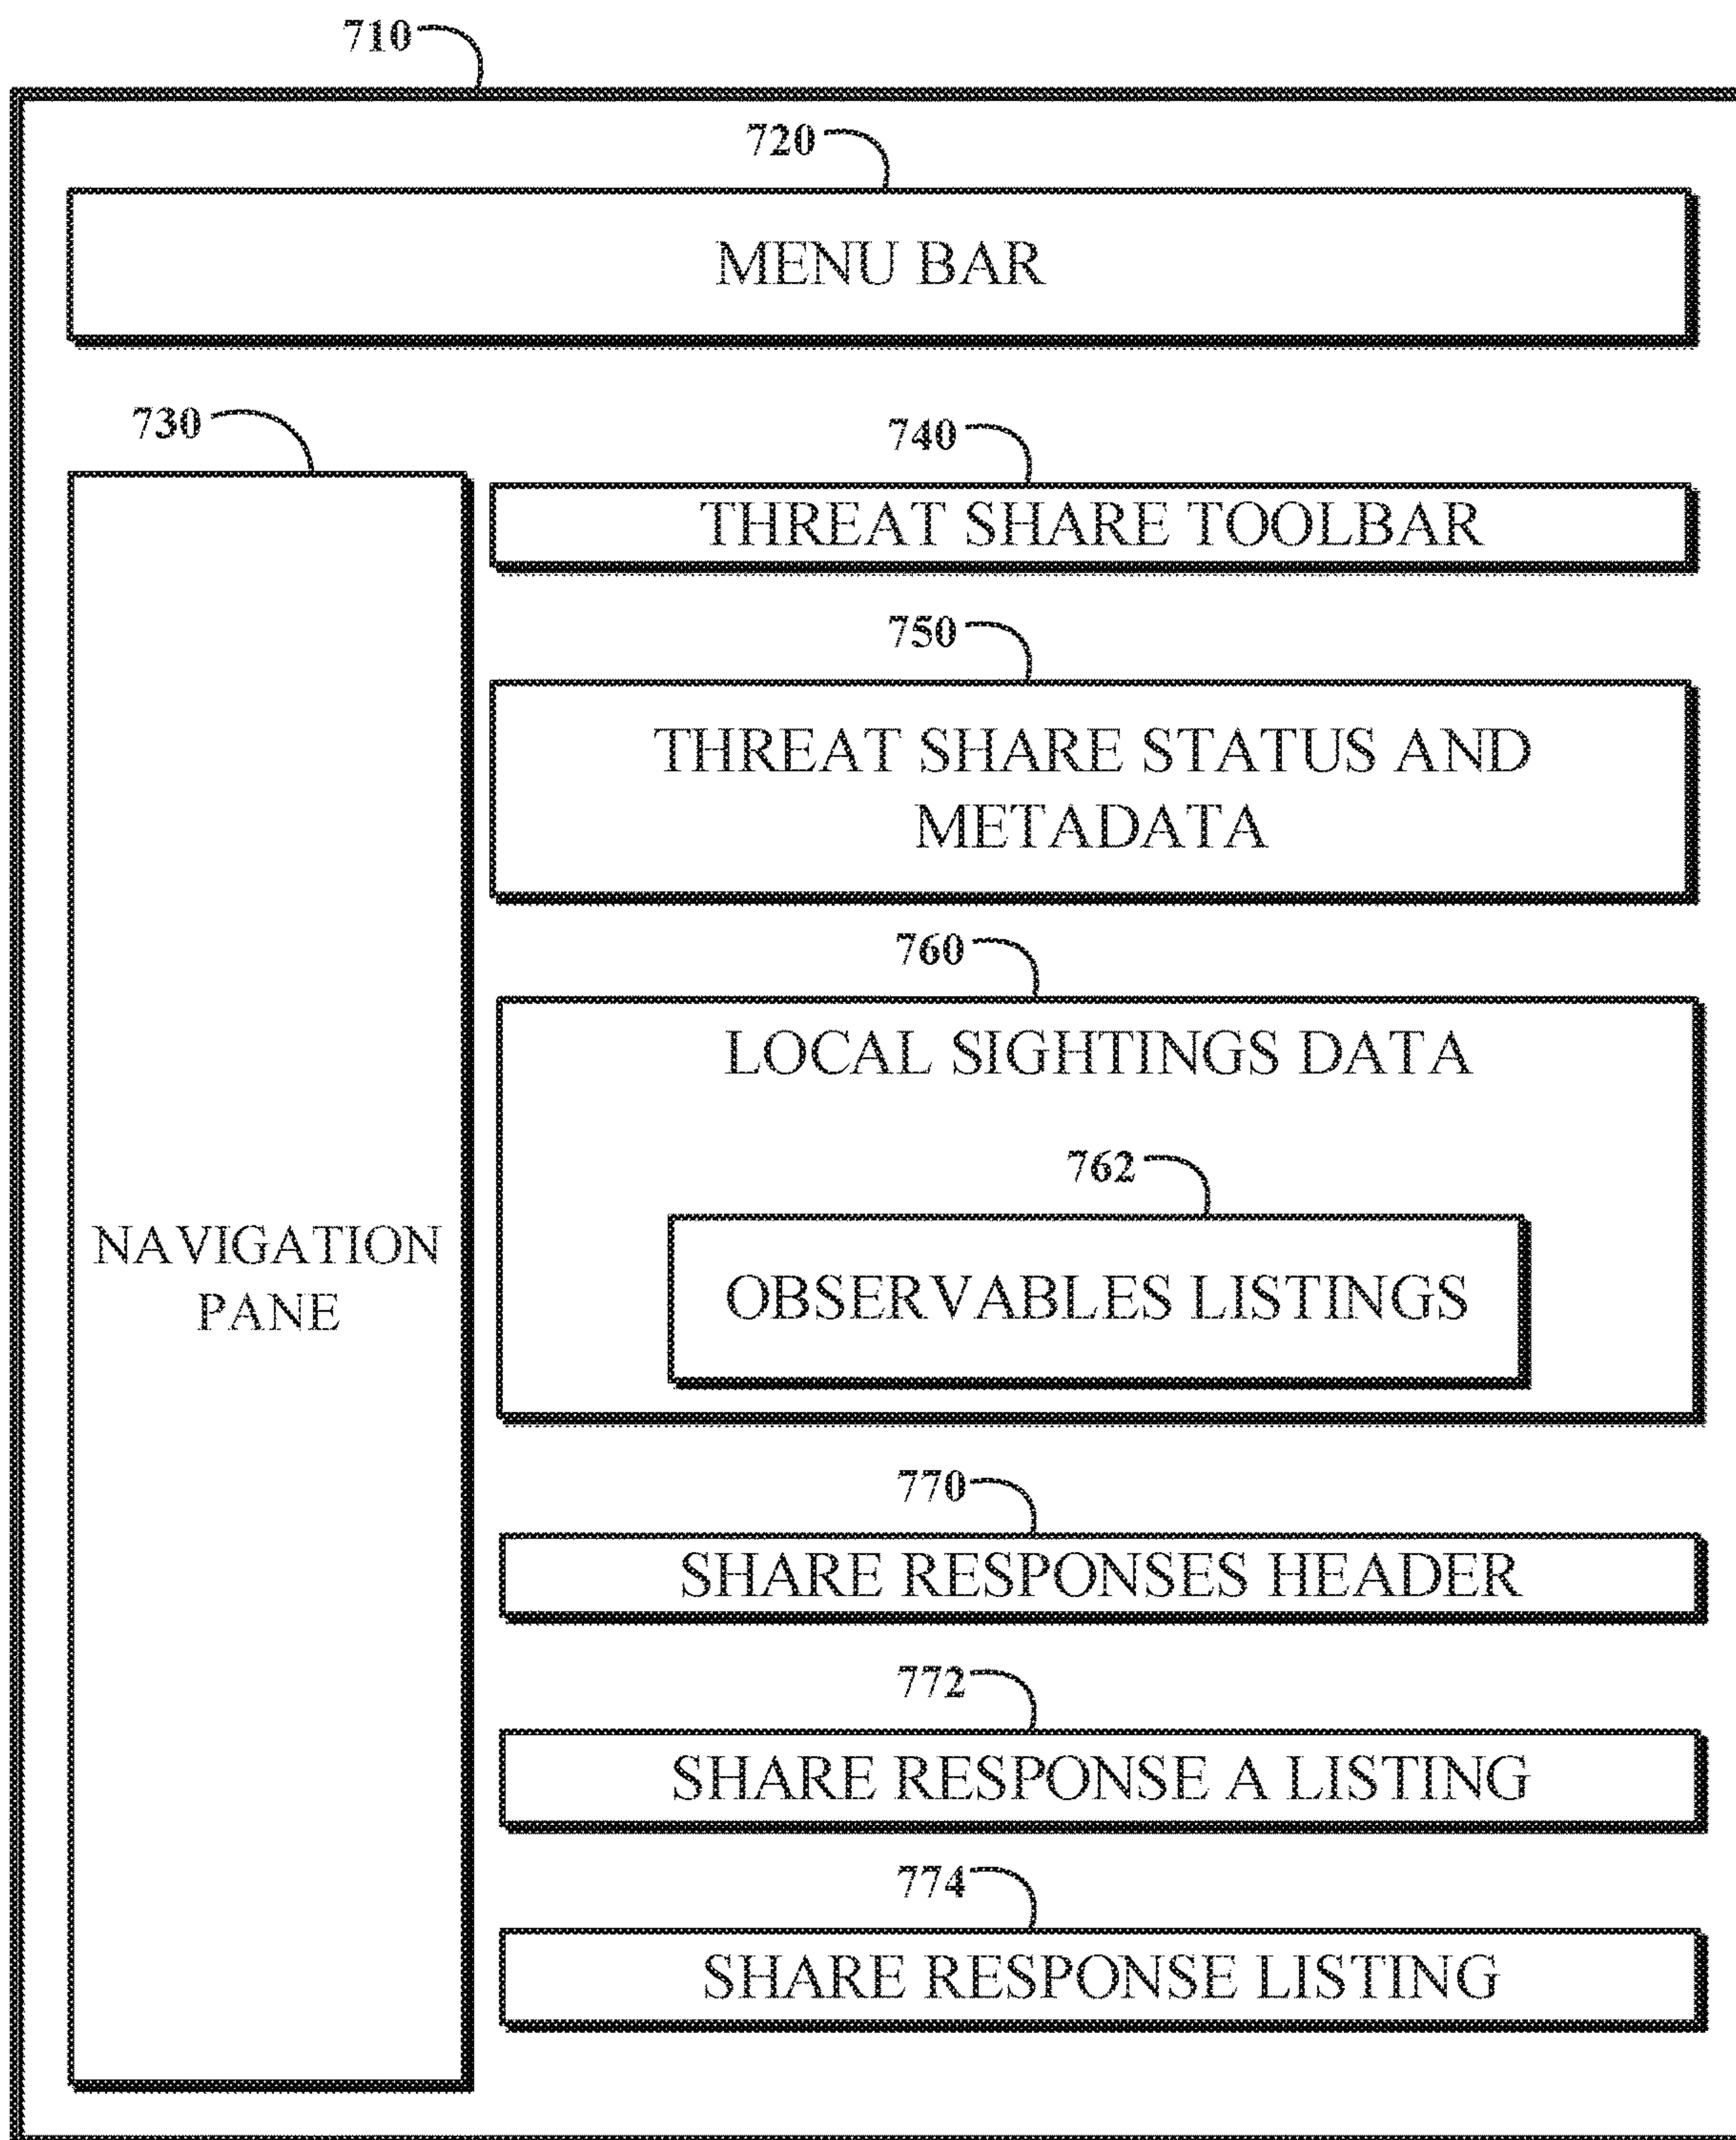 710
720
MENU BAR
730
NAVIGATION
PANE
740
THREAT SHARE TOOLBAR
750
THREAT SHARE STATUS AND
METADATA
760
LOCAL SIGHTINGS DATA
762
OBSERVABLES LISTINGS
770
SHARE RESPONSES HEADER
772
SHARE RESPONSE A LISTING
774
SHARE RESPONSE LISTING